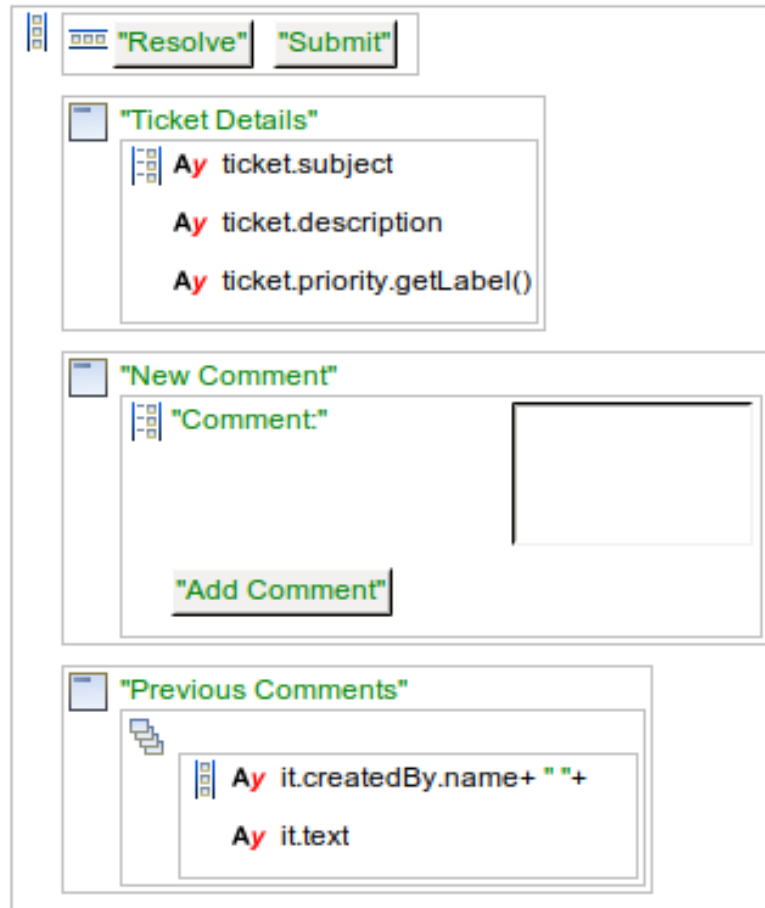 "Resolve" "Submit"
"Ticket Details"
Ay ticket.subject
Ay ticket.description
Ay ticket.priority.getLabel()
"New Comment"
"Comment:"
"Add Comment"
"Previous Comments"
Ay it.createdBy.name+ " "+
Ay it.text